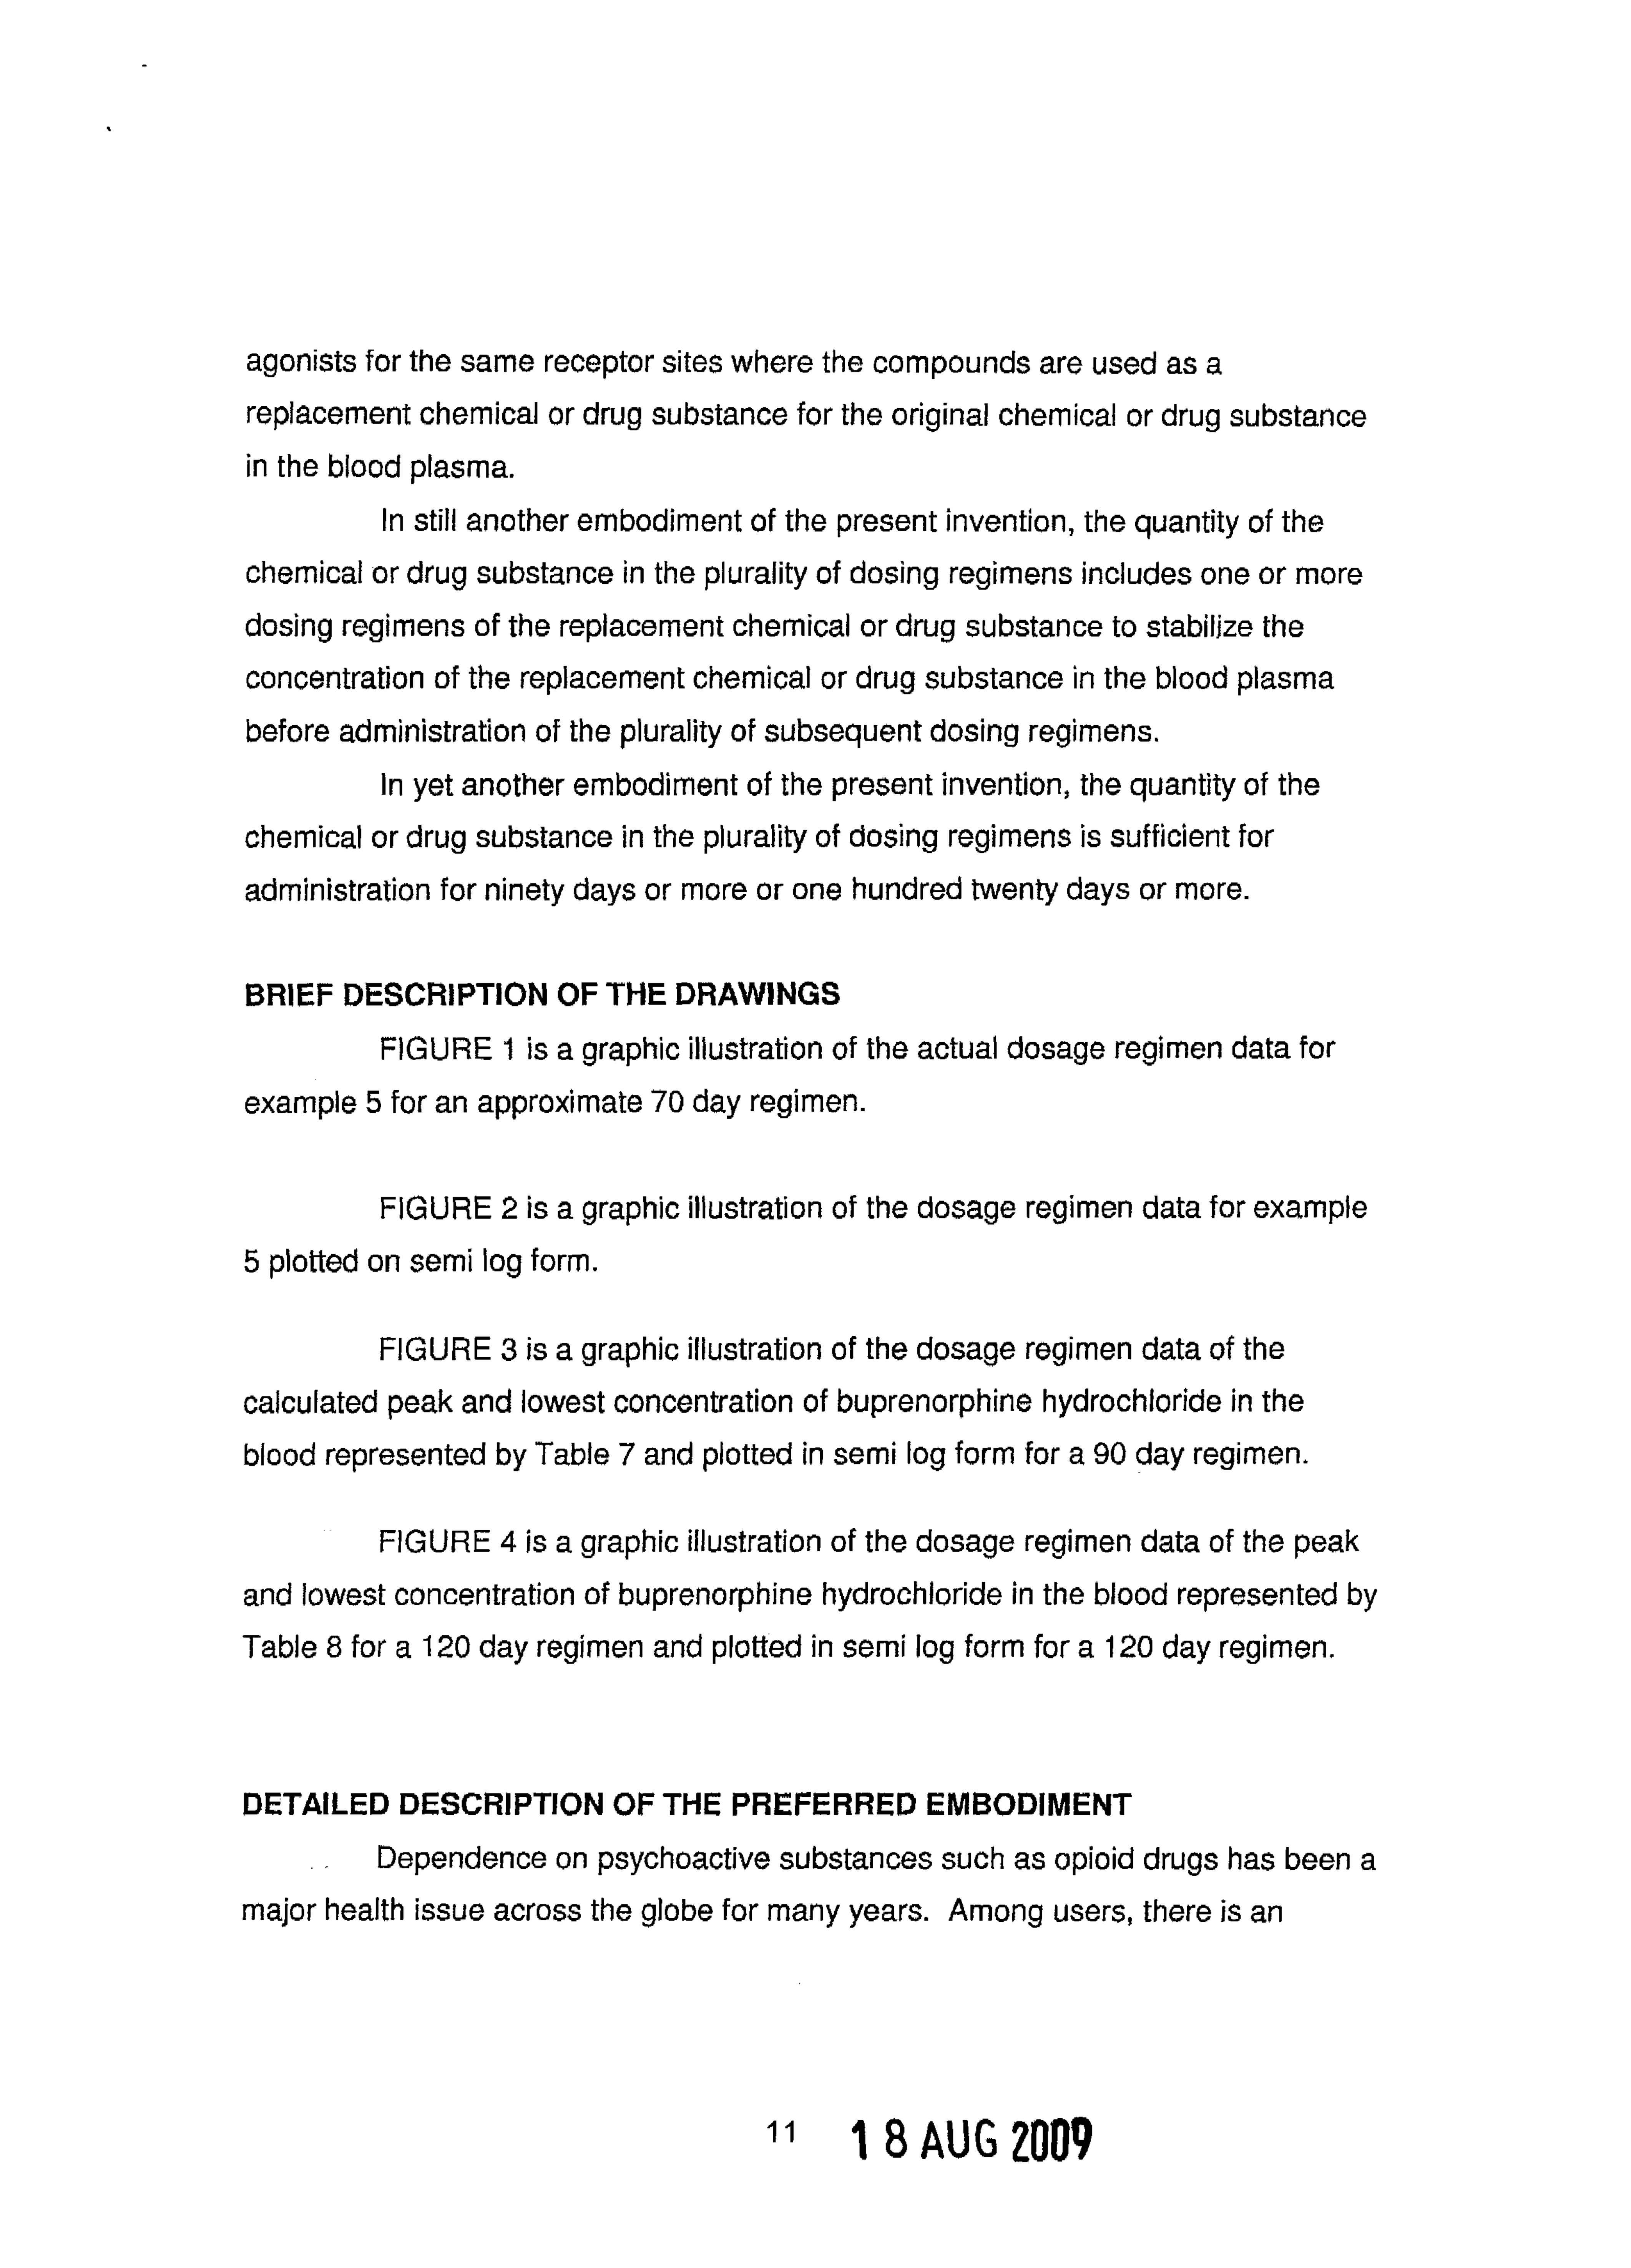 agonists for the same receptor sites where the compounds are used as a
replacement chemical or drug substance for the original chemical or drug substance
in the blood plasma.
In still another embodiment of the present invention, the quantity of the
chemical or drug substance in the plurality of dosing regimens includes one or more
dosing regimens of the replacement chemical or drug substance to stabilize the
concentration of the replacement chemical or drug substance in the blood plasma
before administration of the plurality of subsequent dosing regimens.
In yet another embodiment of the present invention, the quantity of the
chemical or drug substance in the plurality of dosing regimens is sufficient for
administration for ninety days or more or one hundred twenty days or more.
BRIEF DESCRIPTION OF THE DRAWINGS
FIGURE 1 is a graphic illustration of the actual dosage regimen data for
example 5 for an approximate 70 day regimen.
FIGURE 2 is a graphic illustration of the dosage regimen data for example
5 plotted on semi log form.
FIGURE 3 is a graphic illustration of the dosage regimen data of the
calculated peak and lowest concentration of buprenorphine hydrochloride in the
blood represented by Table 7 and plotted in semi log form for a 90 day regimen.
FIGURE 4 is a graphic illustration of the dosage regimen data of the peak
and lowest concentration of buprenorphine hydrochloride in the blood represented by
Table 8 for a 120 day regimen and plotted in semi log form for a 120 day regimen.
DETAILED DESCRIPTION OF THE PREFERRED EMBODIMENT
Dependence on psychoactive substances such as opioid drugs has been a
major health issue across the globe for many years.  Among users, there is an
11 18 AUG 2009